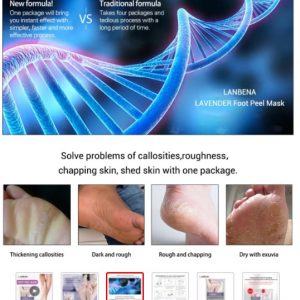 New formula!
One package will bring
you instant effect with
simpler, faster and more
effective process.
VS
Traditional formula
Takes four packages and
tedious process with a
long period of time.
LANBENA
LAVENDER Foot Peel Mask
Solve problems of callosities,roughness,
chapping skin, shed skin with one package.
Thickening callosities
Dark and rough
Rough and chapping
Dry with exuvia